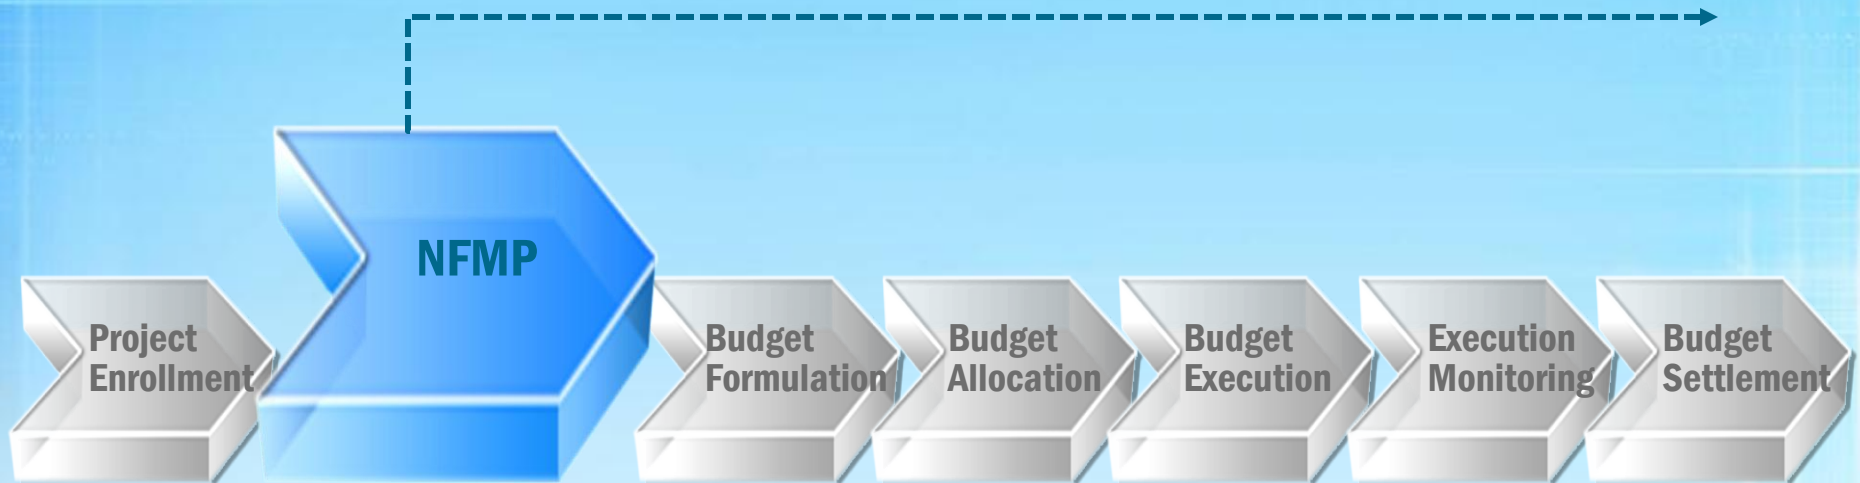 Project
Enrollment
NFMP
Budget
Formulation
Budget
Allocation
Budget
Execution
Execution
Monitoring
Budget
Settlement